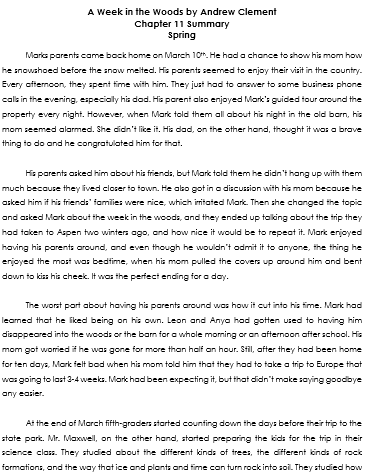 A Week in the Woods by Andrew Clement
Chapter 11 Summary
Spring
Marks parents came back home on March 10th. He had a chance to show his mom how
he snowshoed before the snow melted. His parents seemed to enjoy their visit in the country.
Every afternoon, they spent time with him. They just had to answer to some business phone
calls in the evening, especially his dad. His parent also enjoyed Mark's guided tour around the
property every night. However, when Mark told them all about his night in the old barn, his
mom seemed alarmed. She didn't like it. His dad, on the other hand, thought it was a brave
thing to do and he congratulated him for that.
His parents asked him about his friends, but Mark told them he didn't hang up with them
much because they lived closer to town. He also got in a discussion with his mom because he
asked him if his friends' families were nice, which irritated Mark. Then she changed the topic
and asked Mark about the week in the woods, and they ended up talking about the trip they
had taken to Aspen two winters ago, and how nice it would be to repeat it. Mark enjoyed
having his parents around, and even though he wouldn't admit it to anyone, the thing he
enjoyed the most was bedtime, when his mom pulled the covers up around him and bent
down to kiss his cheek. It was the perfect ending for a day.
The worst part about having his parents around was how it cut into his time. Mark had
learned that he liked being on his own. Leon and Anya had gotten used to having him
disappeared into the woods or the barn for a whole morning or an afternoon after school. His
mom got worried if he was gone for more than half an hour. Still, after they had been home
for ten days, Mark felt bad when his mom told him that they had to take a trip to Europe that
was going to last 3-4 weeks. Mark had been expecting it, but that didn't make saying goodbye
any easier.
At the end of March fifth-graders started counting down the days before their trip to the
state park. Mr. Maxwell, on the other hand, started preparing the kids for the trip in their
science class. They studied about the different kinds of trees, the different kinds of rock
formations, and the way that ice and plants and time can turn rock into soil. They studied how